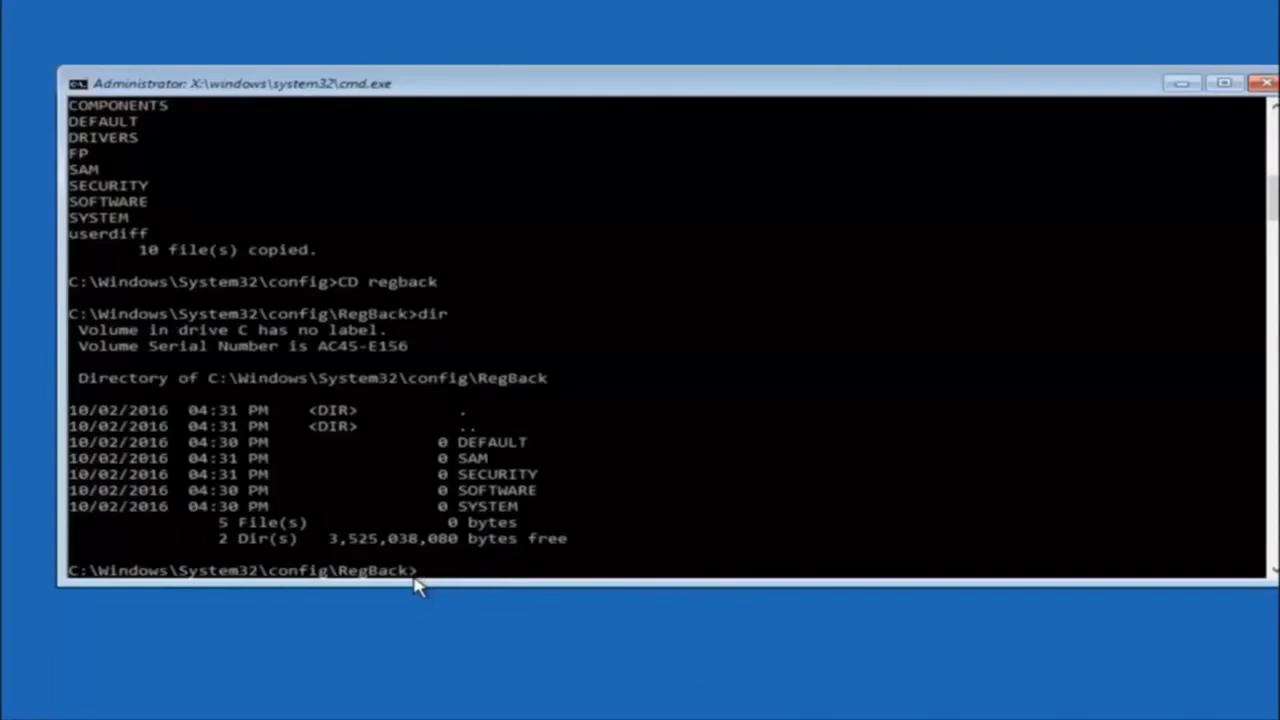 Administrator: X:\windows\system32\cmd.exe
COMPONENTS
DEFAULT
DRIVERS
FP
SAM
SECURITY
SOFTWARE
SYSTEM
userdiff
10 file(s) copied.
C:\Windows\System32\config>CD regback
C:\Windows\System32\config\RegBack>dir
Volume in drive C has no label.
Volume Serial Number is AC45-E156
Directory of C:\Windows\System32\config\RegBack
10/02/2016 04:31 PM <DIR> .
10/02/2016 04:31 PM <DIR> ..
10/02/2016 04:30 PM 0 DEFAULT
10/02/2016 04:31 PM 0 SAM
10/02/2016 04:31 PM 0 SECURITY
10/02/2016 04:30 PM 0 SOFTWARE
10/02/2016 04:30 PM 0 SYSTEM
5 File(s) 0 bytes
2 Dir(s) 3,525,038,080 bytes free
C:\Windows\System32\config\RegBack>